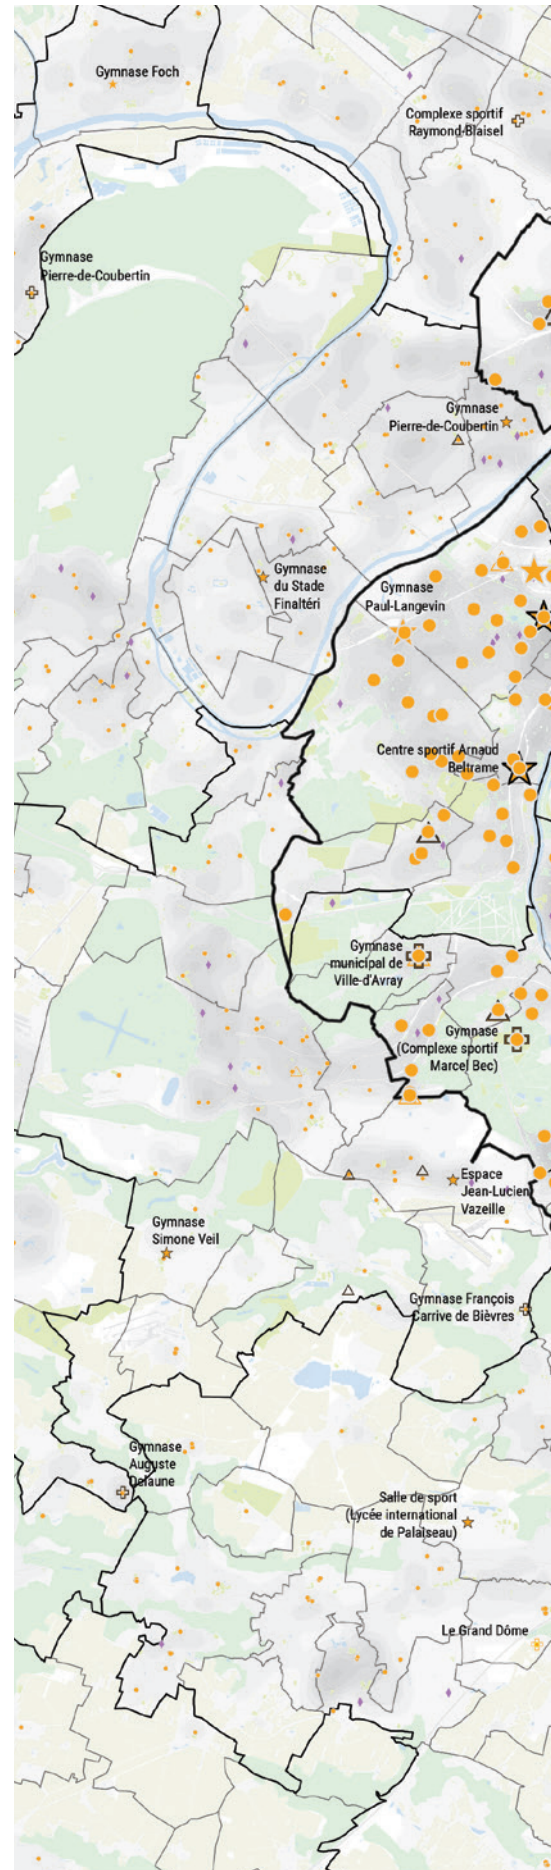 Gymnase Foch
Complexe sportif
Raymond-Blaisel
Gymnase
Pierre-de-Coubertin
Gymnase
Pierre-de-Coubertin
Gymnase
du Stade
Finaltéri
Gymnase
Paul-Langevin
Centre sportif Arnaud
Beltrame
Gymnase
municipal de
Ville-d'Avray
Gymnase
(Complexe sportif
Marcel Bec)
Espace
Jean-Lucien
Vazeille
Gymnase
Simone Veil
Gymnase François
Carrive de Bièvres
Gymnase
Auguste
Delaune
Salle de sport
(Lycée international
de Palaiseau)
Le Grand Dôme